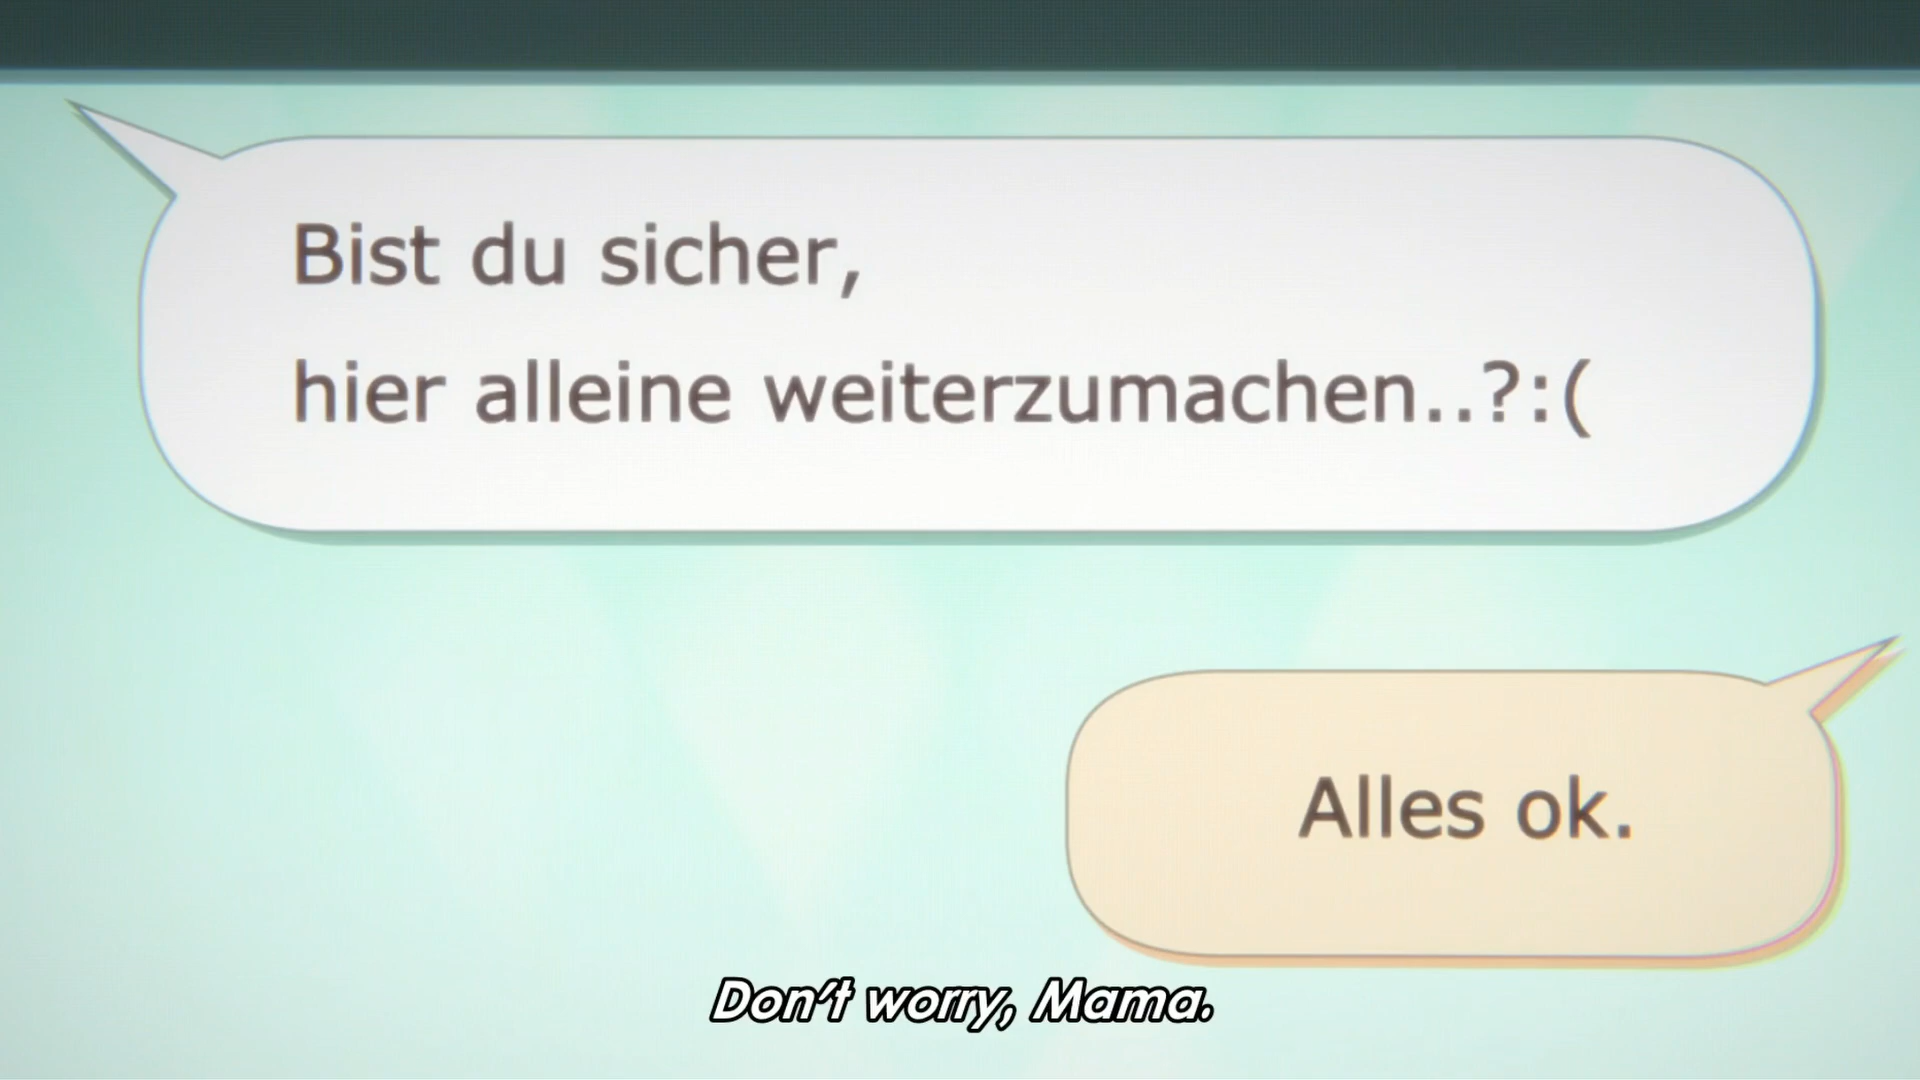 Bist du sicher,
hier alleine weiterzumachen..?:(
Alles ok.
Don't worry, Mama.